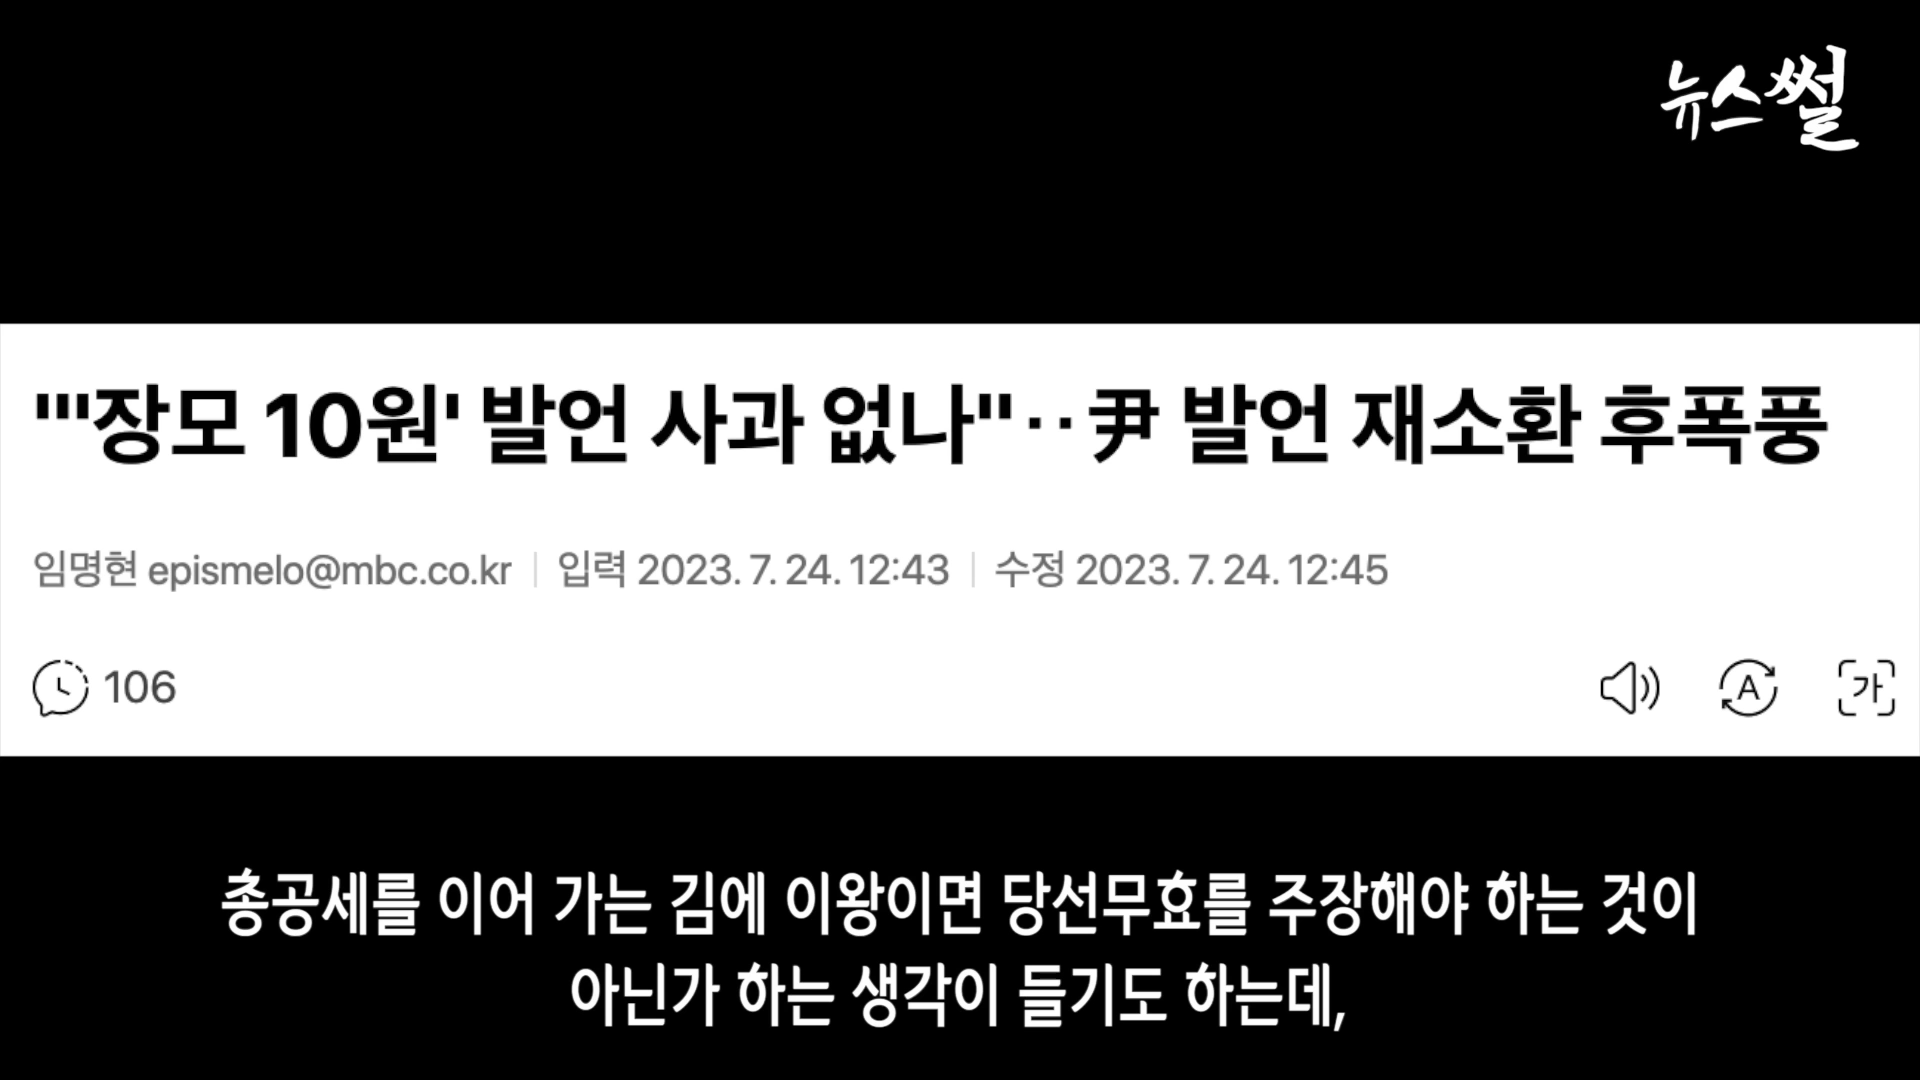 뉴스썰
"'장모 10원' 발언 사과 없나"‥尹 발언 재소환 후폭풍
임명현 epismelo@mbc.co.kr 입력 2023. 7. 24. 12:43 수정 2023. 7. 24. 12:45
106 A 가
총공세를 이어 가는 김에 이왕이면 당선무효를 주장해야 하는 것이
아닌가 하는 생각이 들기도 하는데,